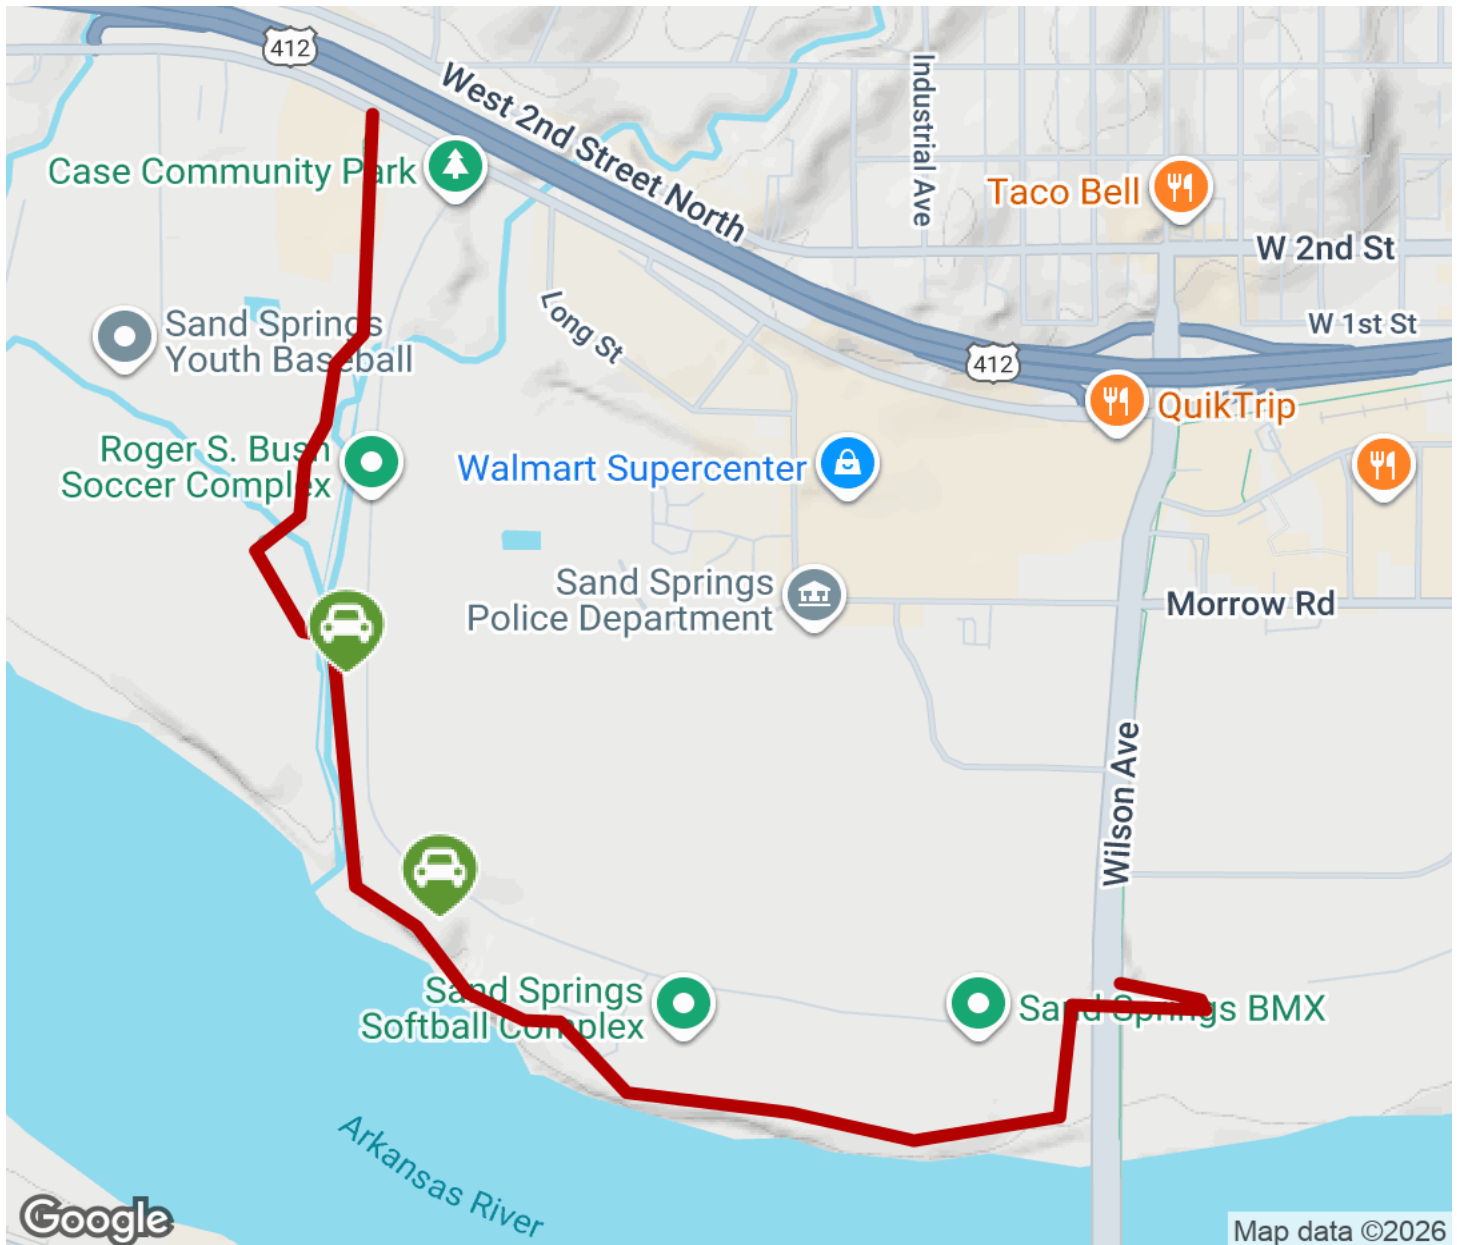 412
West 2nd Street North
Industrial Ave
Case Community Park
Taco Bell
W 2nd St
Long St
Sand Springs
Youth Baseball
W 1st St
412
QuikTrip
Roger S. Bush
Soccer Complex
Walmart Supercenter
Sand Springs
Police Department
Morrow Rd
Wilson Ave
Sand Springs
Softball Complex
Sand Springs BMX
Arkansas River
Google
Map data ©2026